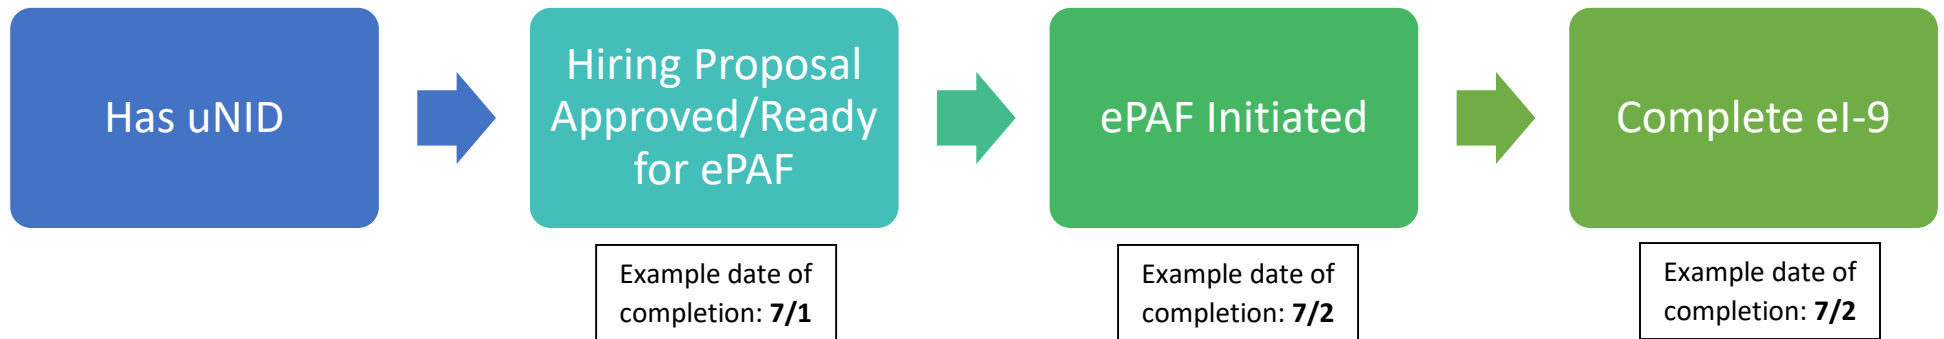 Has uNID
Hiring Proposal
Approved/Ready
for ePAF
ePAF Initiated
Complete eI-9
Example date of
completion: 7/1
Example date of
completion: 7/2
Example date of
completion: 7/2